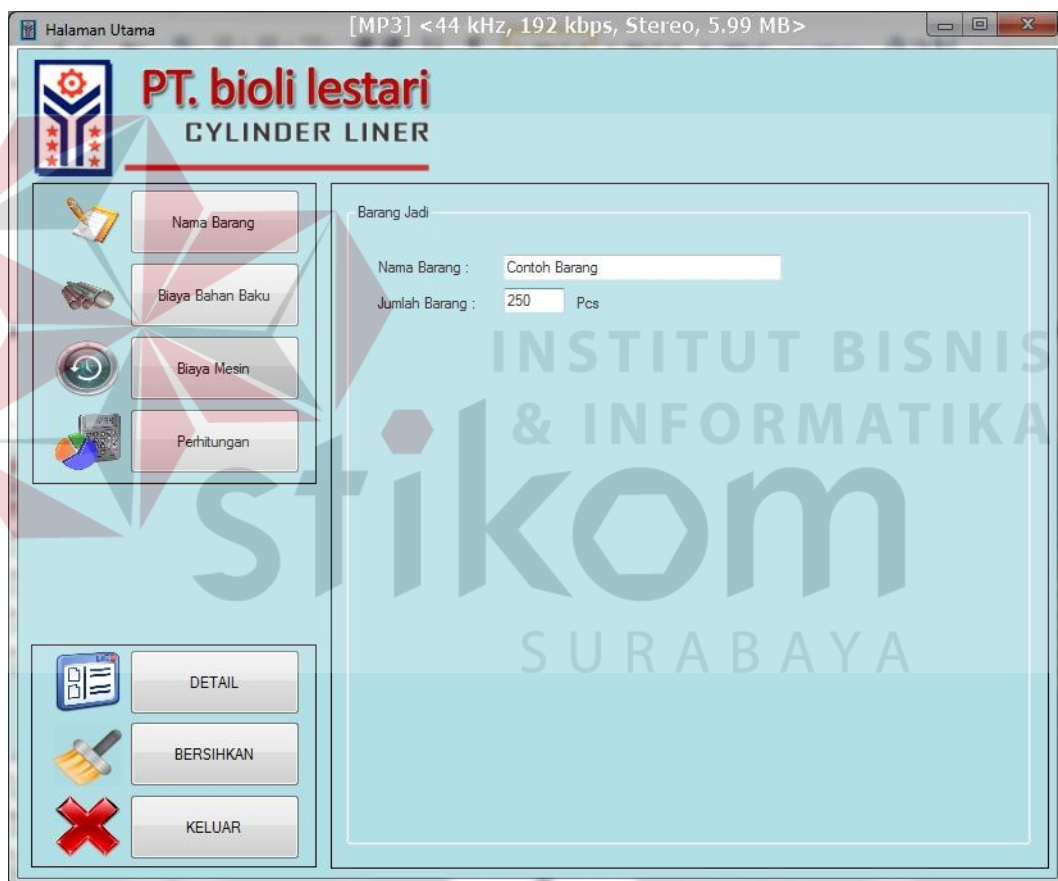 Halaman Utama
[MP3] <44 kHz, 192 kbps, Stereo, 5.99 MB>
PT. bioli lestari
CYLINDER LINER
Nama Barang
Biaya Bahan Baku
Biaya Mesin
Perhitungan
Barang Jadi
Nama Barang : Contoh Barang
Jumlah Barang : 250 Pcs
INSTITUT BISNIS
& INFORMATIKA
stikom
SURABAYA
DETAIL
BERSIHKAN
KELUAR